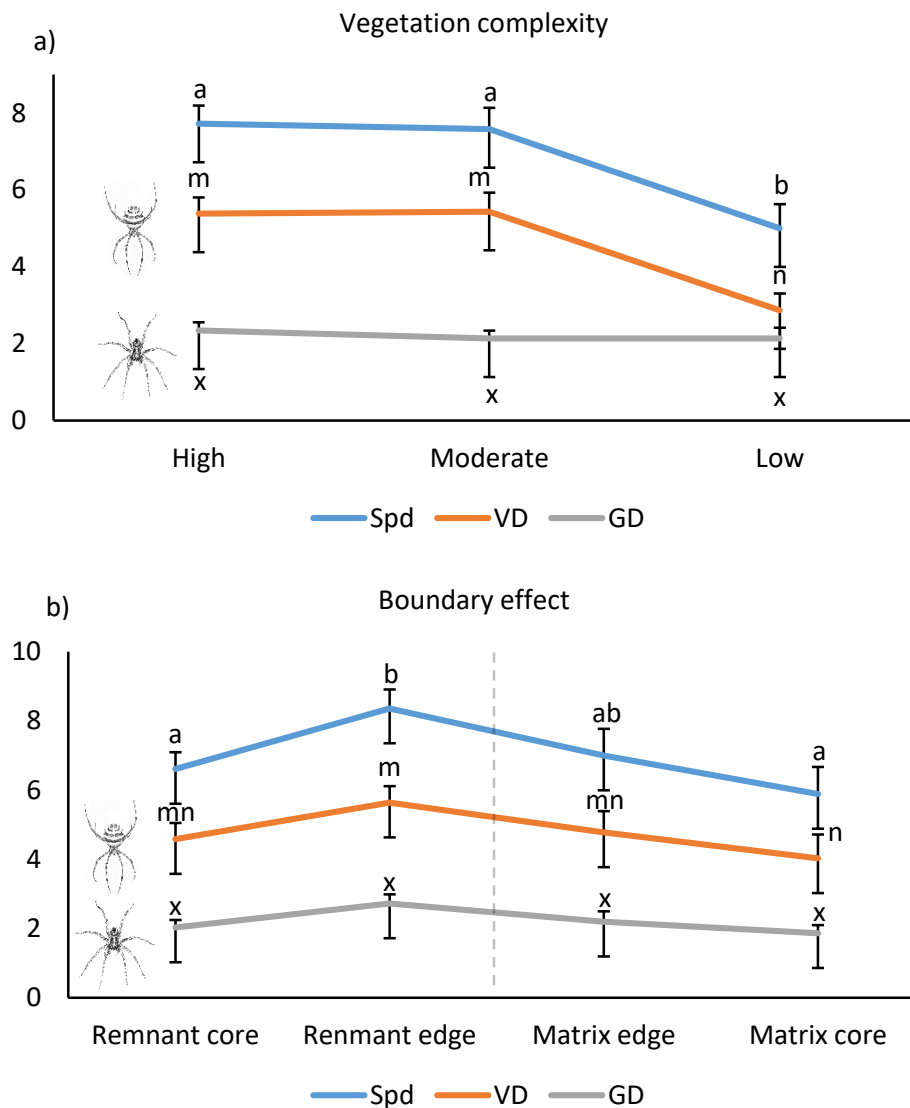 Vegetation complexity
a)
8
6
4
2
0
a a b
m m n
x x x
High Moderate Low
Spd VD GD
Boundary effect
b)
10
8
6
4
2
0
a b ab a
mn m mn n
x x x x
Remnant core Renmant edge Matrix edge Matrix core
Spd VD GD